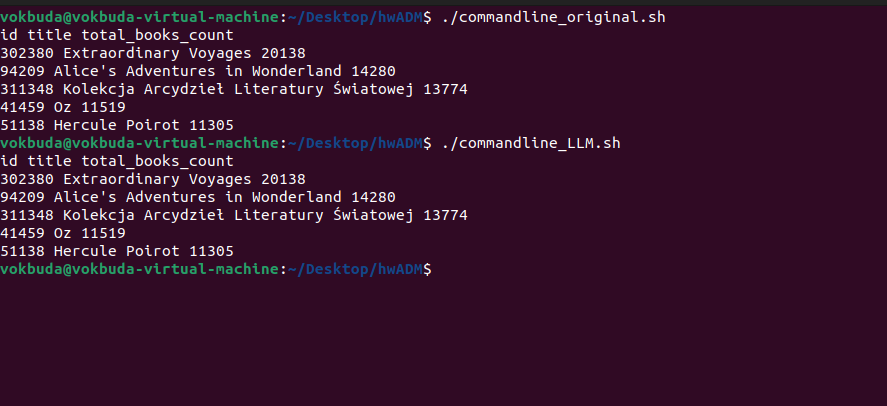 vokbuda@vokbuda-virtual-machine:~/Desktop/hwADM$ ./commandline_original.sh
id title total_books_count
302380 Extraordinary Voyages 20138
94209 Alice's Adventures in Wonderland 14280
311348 Kolekcja Arcydzieł Literatury Światowej 13774
41459 Oz 11519
51138 Hercule Poirot 11305
vokbuda@vokbuda-virtual-machine:~/Desktop/hwADM$ ./commandline_LLM.sh
id title total_books_count
302380 Extraordinary Voyages 20138
94209 Alice's Adventures in Wonderland 14280
311348 Kolekcja Arcydzieł Literatury Światowej 13774
41459 Oz 11519
51138 Hercule Poirot 11305
vokbuda@vokbuda-virtual-machine:~/Desktop/hwADM$